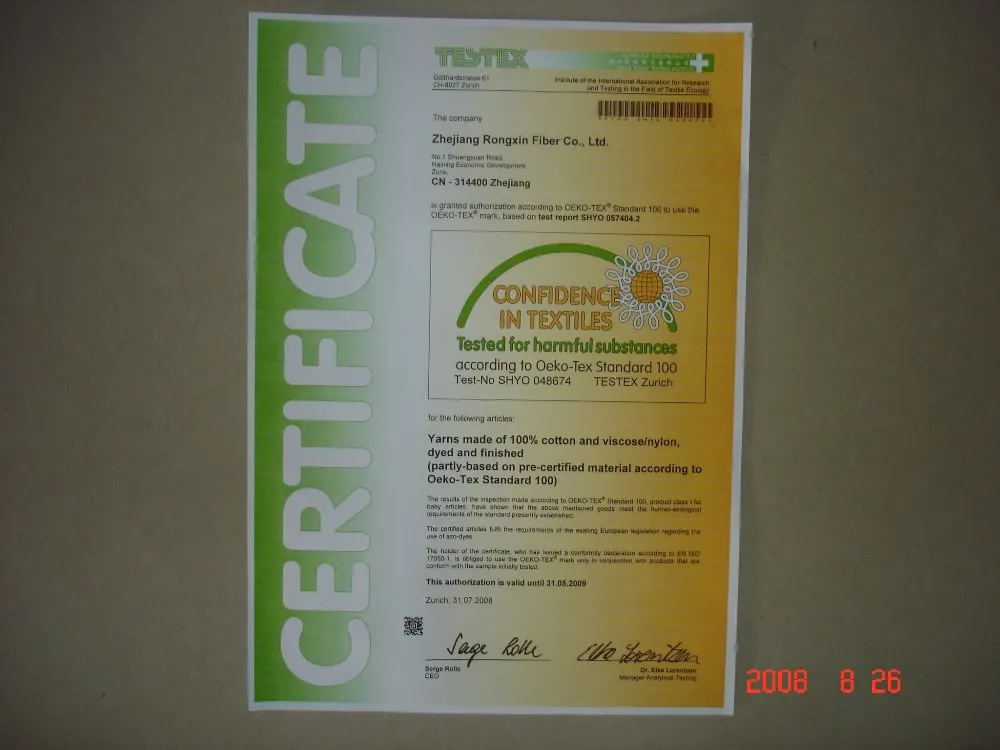 CERTIFICATE
TESTEX
Gotthardstrasse 61
CH-8027 Zürich
Institute of the International Association for Research
and Testing in the Field of Textile Ecology
The company
Zhejiang Rongxin Fiber Co., Ltd.
No.1 Shuangyuan Road,
Haining Economic Development
Zone,
CN - 314400 Zhejiang
is granted authorization according to OEKO-TEX® Standard 100 to use the
OEKO-TEX® mark, based on test report SHYO 057404.2
CONFIDENCE
IN TEXTILES
Tested for harmful substances
according to Oeko-Tex Standard 100
Test-No SHYO 048674 TESTEX Zurich
for the following articles:
Yarns made of 100% cotton and viscose/nylon,
dyed and finished
(partly-based on pre-certified material according to
Oeko-Tex Standard 100)
The results of the inspection made according to OEKO-TEX® Standard 100, product class I for
baby articles, have shown that the above mentioned goods meet the human-ecological
requirements of the standard presently established.
The certified articles fulfil the requirements of the existing European legislation regarding the
use of azo-dyes.
The holder of the certificate, who has issued a conformity declaration according to EN ISO
17050-1, is obliged to use the OEKO-TEX® mark only in conjunction with products that are
conform with the sample initially tested.
This authorization is valid until 31.05.2009
Zurich, 31.07.2008
Serge Rolle
CEO
Dr. Elke Lorentzen
Manager Analytical Testing
2008 8 26